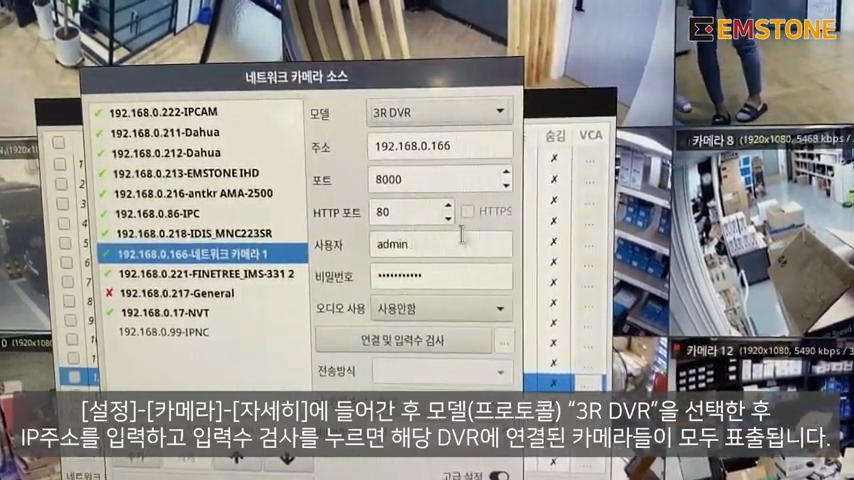 EMSTONE
네트워크 카메라 소스
192.168.0.222-IPCAM
192.168.0.211-Dahua
192.168.0.212-Dahua
192.168.0.213-EMSTONE IHD
192.168.0.216-antkr AMA-2500
192.168.0.86-IPC
192.168.0.218-IDIS_MNC223SR
192.168.0.166-네트워크 카메라 1
192.168.0.221-FINETREE_IMS-331 2
192.168.0.217-General
192.168.0.17-NVT
192.168.0.99-IPNC
모델 3R DVR
주소 192.168.0.166
포트 8000
HTTP 포트 80 HTTPS
사용자 admin
비밀번호 •••••••••••
오디오 사용 사용안함
연결 및 입력수 검사 ...
전송방식
숨김 VCA
카메라 8 (1920x1080, 5468 kbps /
카메라 12 (1920x1080, 5490 kbps /
[설정]-[카메라]-[자세히]에 들어간 후 모델(프로토콜) “3R DVR”을 선택한 후
IP주소를 입력하고 입력수 검사를 누르면 해당 DVR에 연결된 카메라들이 모두 표출됩니다.
고급 설정